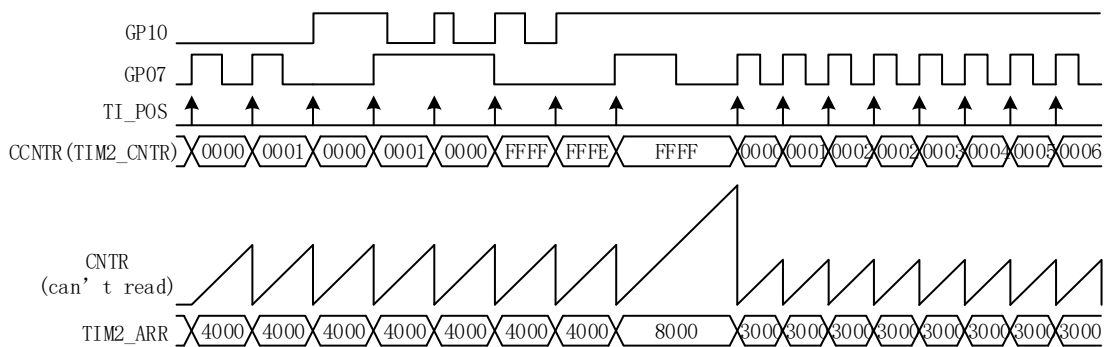 GP10
GP07
TI_POS
CCNTR(TIM2_CNTR) 0000 0001 0000 0001 0000 FFFF FFFE FFFF 0000 0001 0002 0002 0003 0004 0005 0006
CNTR
(can't read)
TIM2_ARR 4000 4000 4000 4000 4000 4000 4000 8000 3000 3000 3000 3000 3000 3000 3000 3000